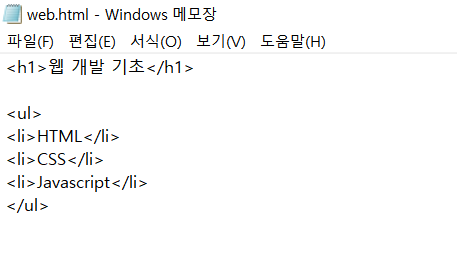 web.html - Windows 메모장
파일(F) 편집(E) 서식(O) 보기(V) 도움말(H)
<h1>웹 개발 기초</h1>

<ul>
<li>HTML</li>
<li>CSS</li>
<li>Javascript</li>
</ul>